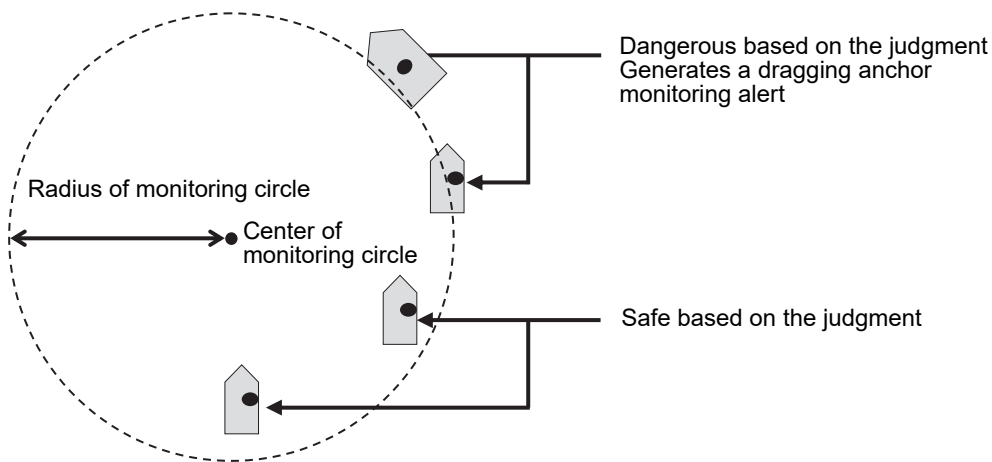 Dangerous based on the judgment
Generates a dragging anchor
monitoring alert
Radius of monitoring circle
Center of
monitoring circle
Safe based on the judgment